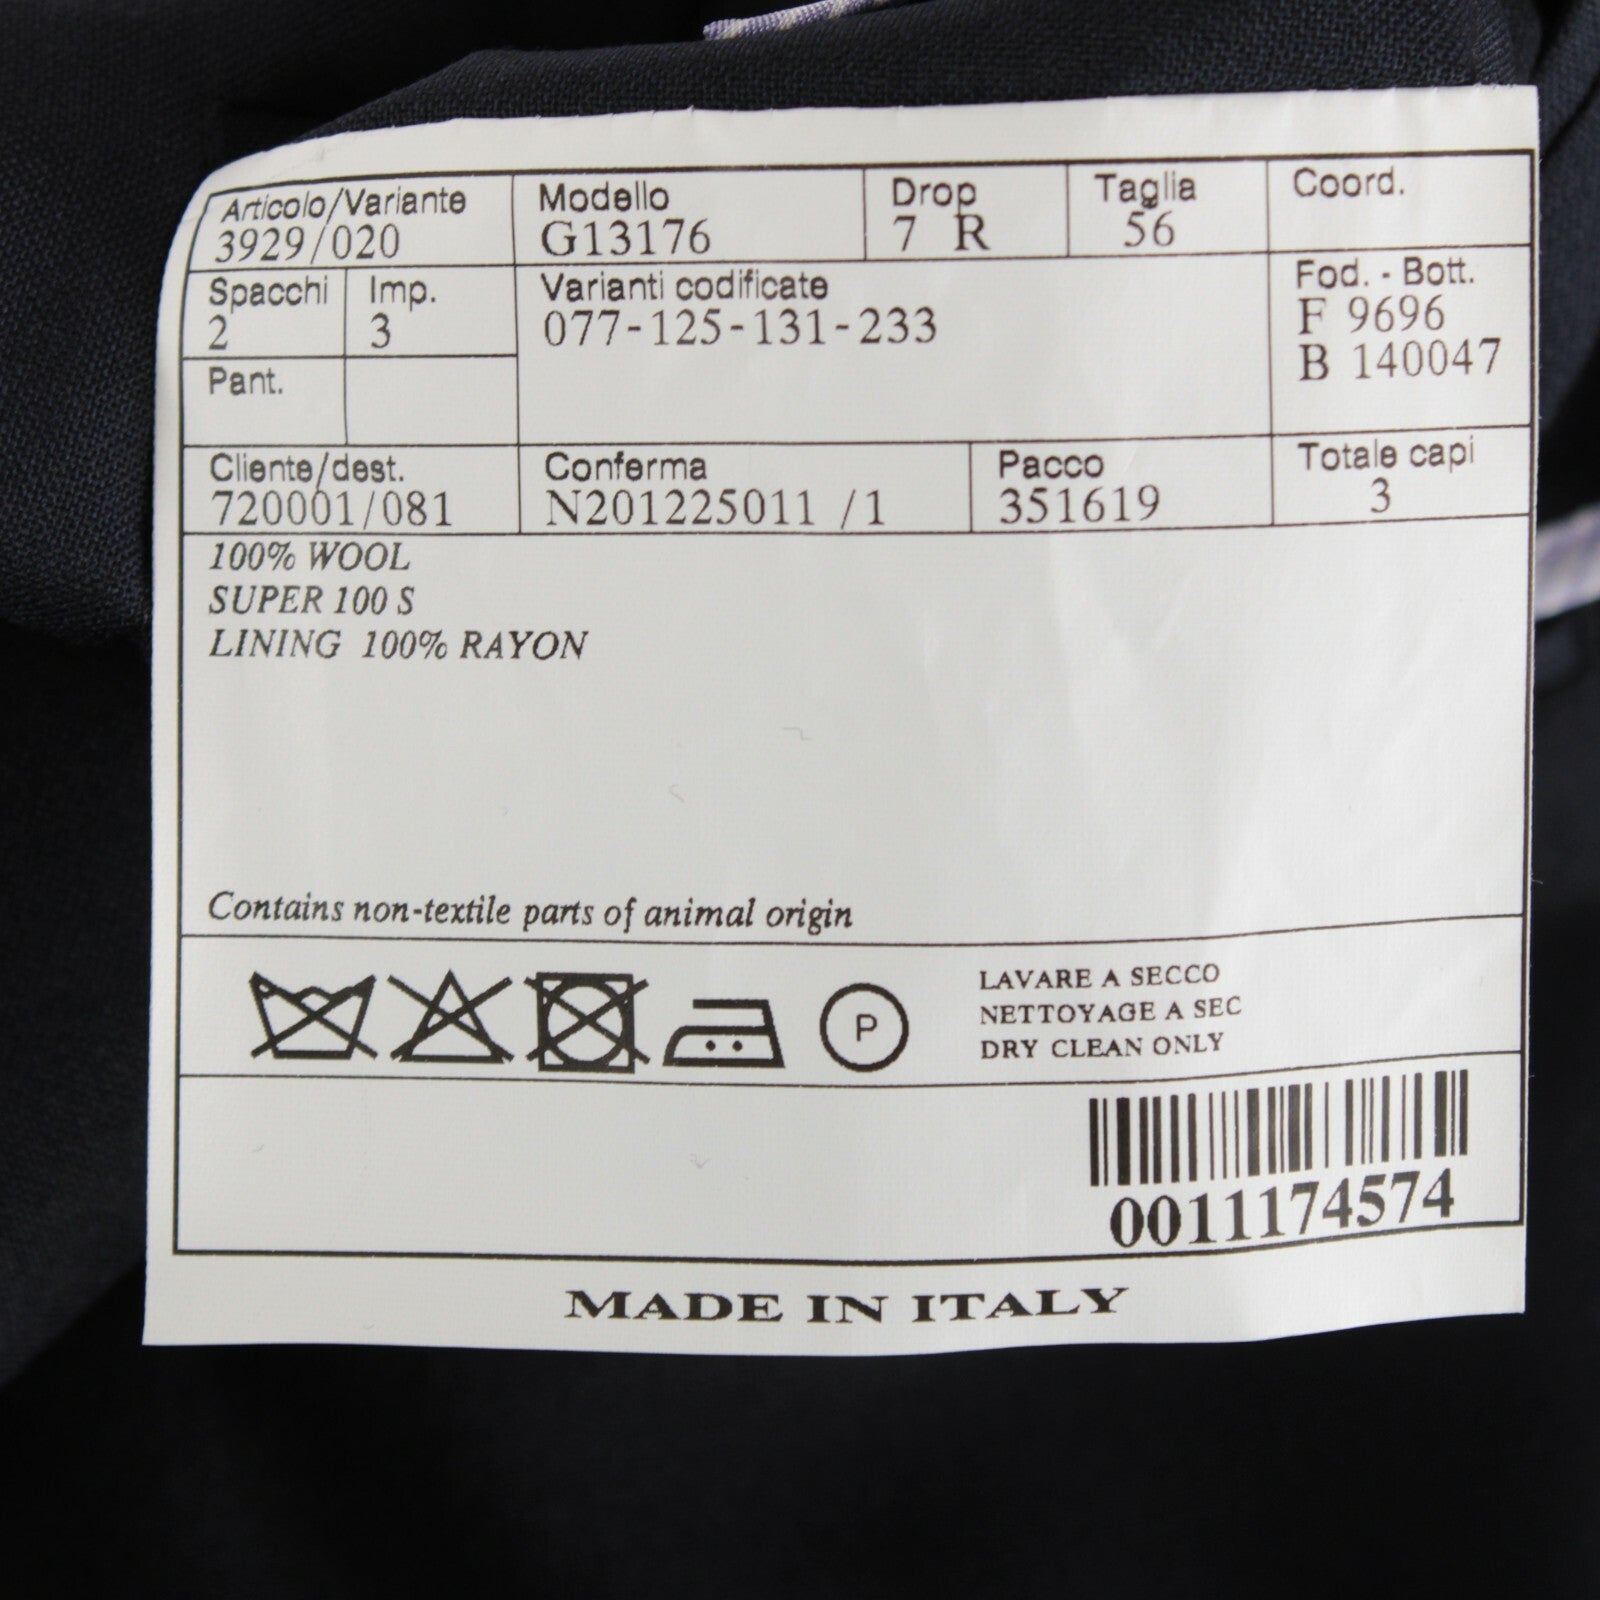 Articolo/Variante
3929/020
Modello
G13176
Drop
7 R
Taglia
56
Coord.
Spacchi
2
Imp.
3
Varianti codificate
077-125-131-233
Fod. - Bott.
F 9696
B 140047
Pant.
Cliente/dest.
720001/081
Conferma
N201225011 /1
Pacco
351619
Totale capi
3
100% WOOL
SUPER 100 S
LINING 100% RAYON
Contains non-textile parts of animal origin
P
LAVARE A SECCO
NETTOYAGE A SEC
DRY CLEAN ONLY
0011174574
MADE IN ITALY